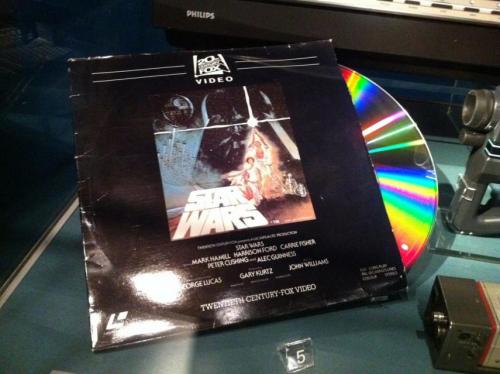 PHILIPS
20th
CENTURY
FOX
VIDEO
STAR
WARS
STAR WARS
MARK HAMILL HARRISON FORD CARRIE FISHER
PETER CUSHING AND ALEC GUINNESS
GEORGE LUCAS GARY KURTZ JOHN WILLIAMS
TWENTIETH CENTURY-FOX VIDEO
5